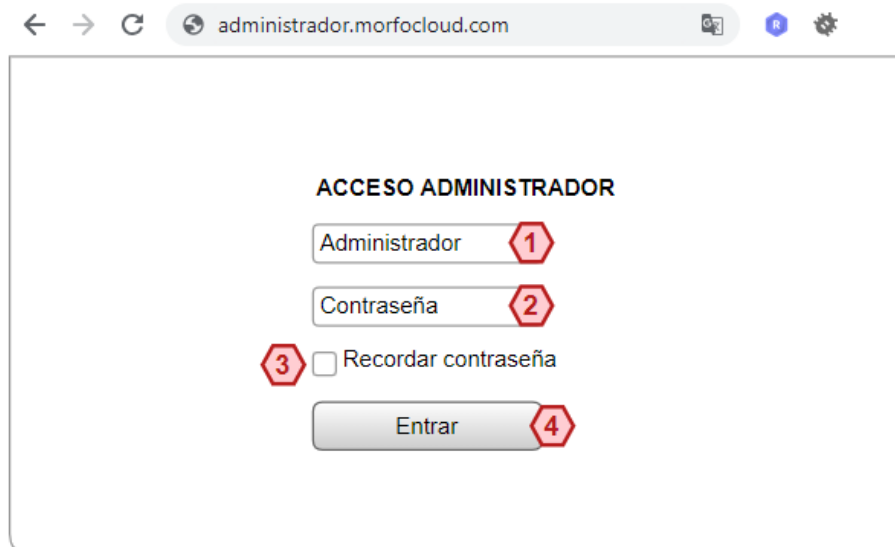 administrador.morfocloud.com
R
ACCESO ADMINISTRADOR
Administrador 1
Contraseña 2
3 Recordar contraseña
Entrar 4